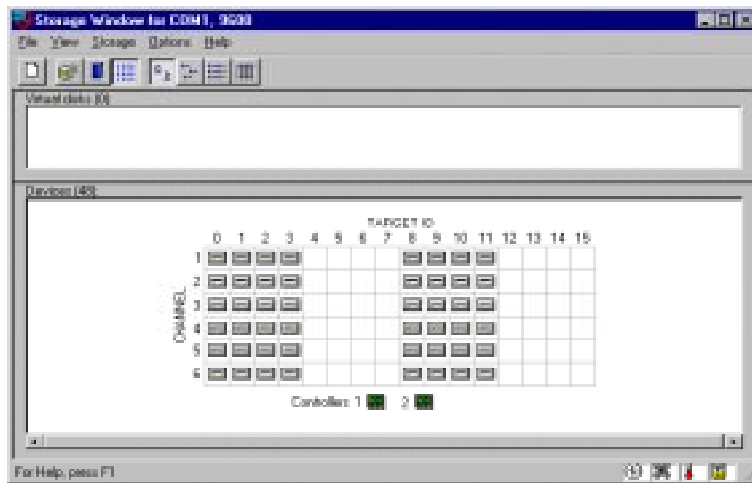 Storage Window for COM1, 9600
File View Storage Options Help
Virtual disks (0):
Devices (48):
TARGET ID
0 1 2 3 4 5 6 7 8 9 10 11 12 13 14 15
CHANNEL
1
2
3
4
5
6
Controllers 1 2
For Help, press F1